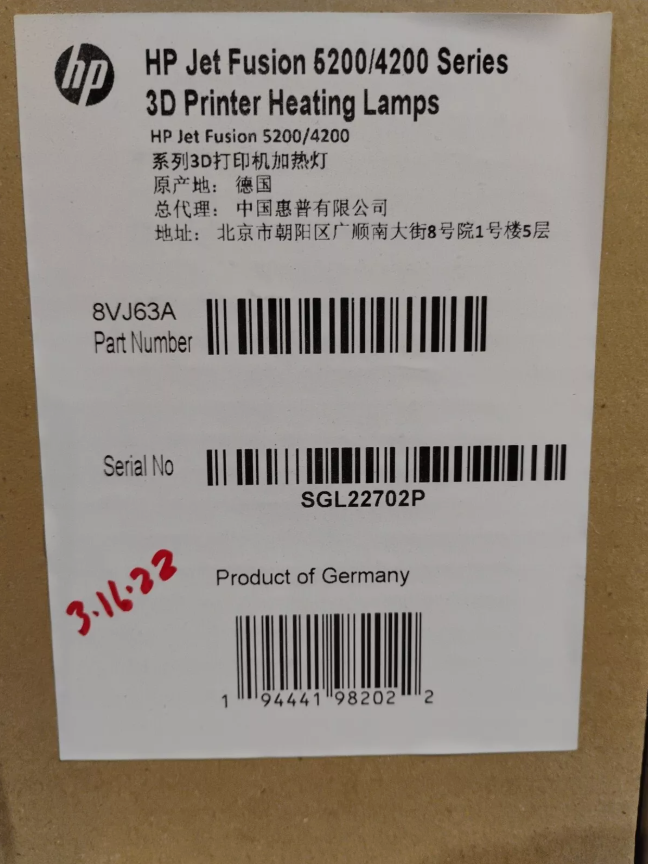 hp
HP Jet Fusion 5200/4200 Series
3D Printer Heating Lamps
HP Jet Fusion 5200/4200
系列3D打印机加热灯
原产地： 德国
总代理： 中国惠普有限公司
地址： 北京市朝阳区广顺南大街8号院1号楼5层
8VJ63A
Part Number
Serial No
SGL22702P
3.16.22
Product of Germany
1 94441 98202 2